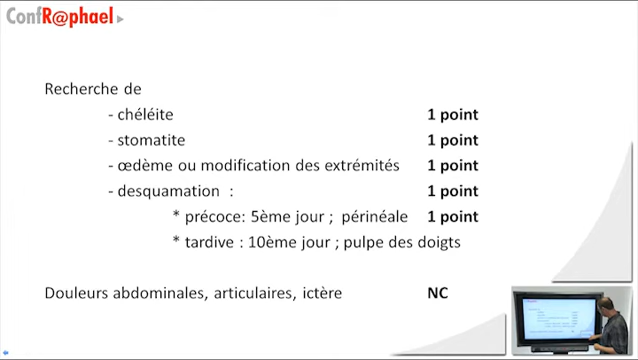 ConfR@phael
Recherche de
- chéléite 1 point
- stomatite 1 point
- œdème ou modification des extrémités 1 point
- desquamation : 1 point
* précoce: 5ème jour ; périnéale 1 point
* tardive : 10ème jour ; pulpe des doigts
Douleurs abdominales, articulaires, ictère NC